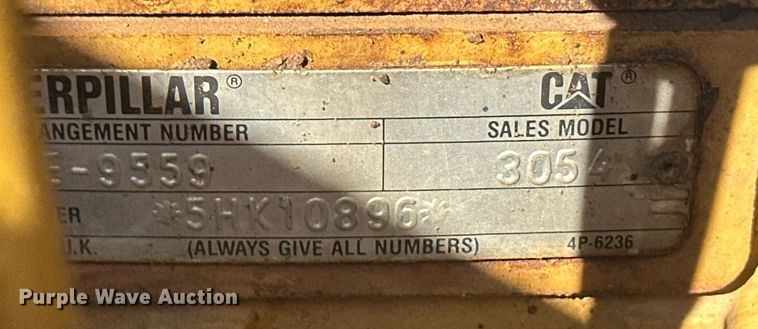 ERPILLAR® CAT®
ANGEMENT NUMBER SALES MODEL
E-9559 3054
ER *5HK10896*
U.K. (ALWAYS GIVE ALL NUMBERS) 4P-6236
Purple Wave Auction